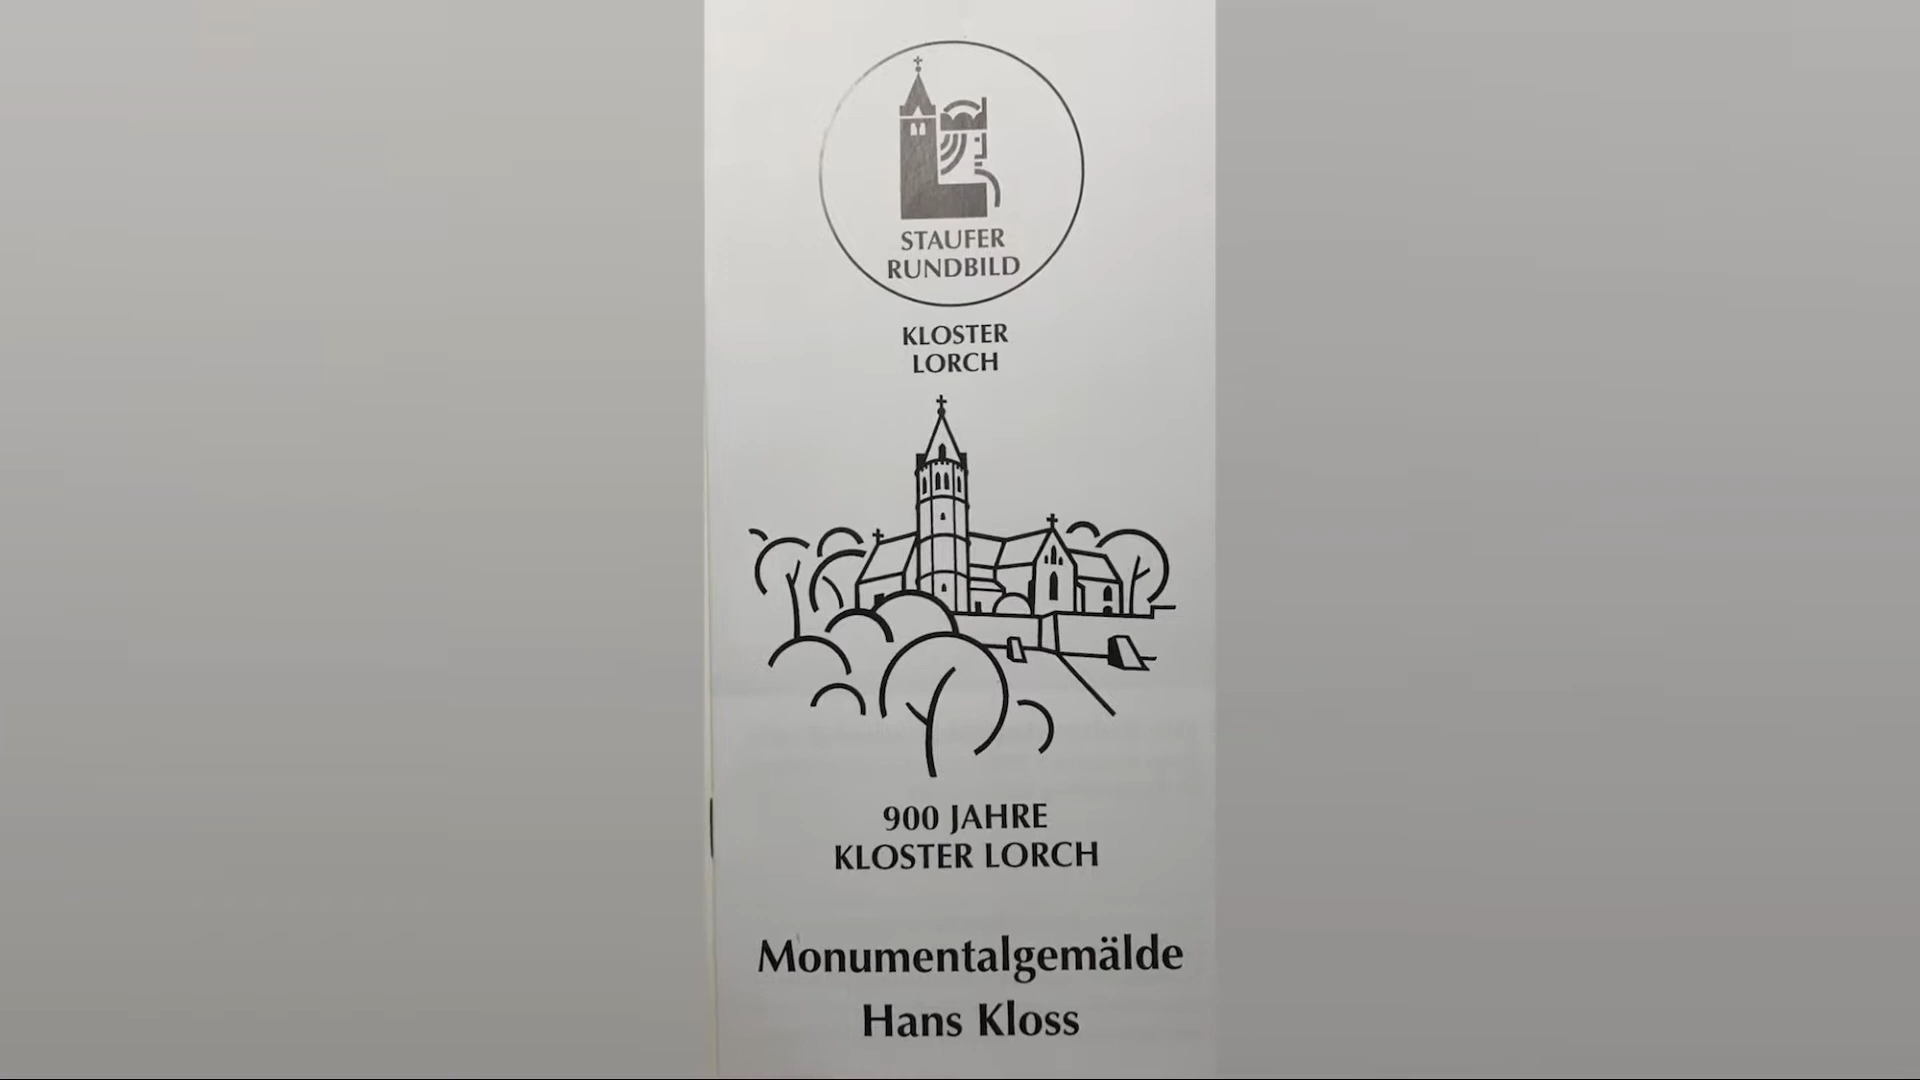 STAUFER
RUNDBILD
KLOSTER
LORCH
900 JAHRE
KLOSTER LORCH
Monumentalgemälde
Hans Kloss